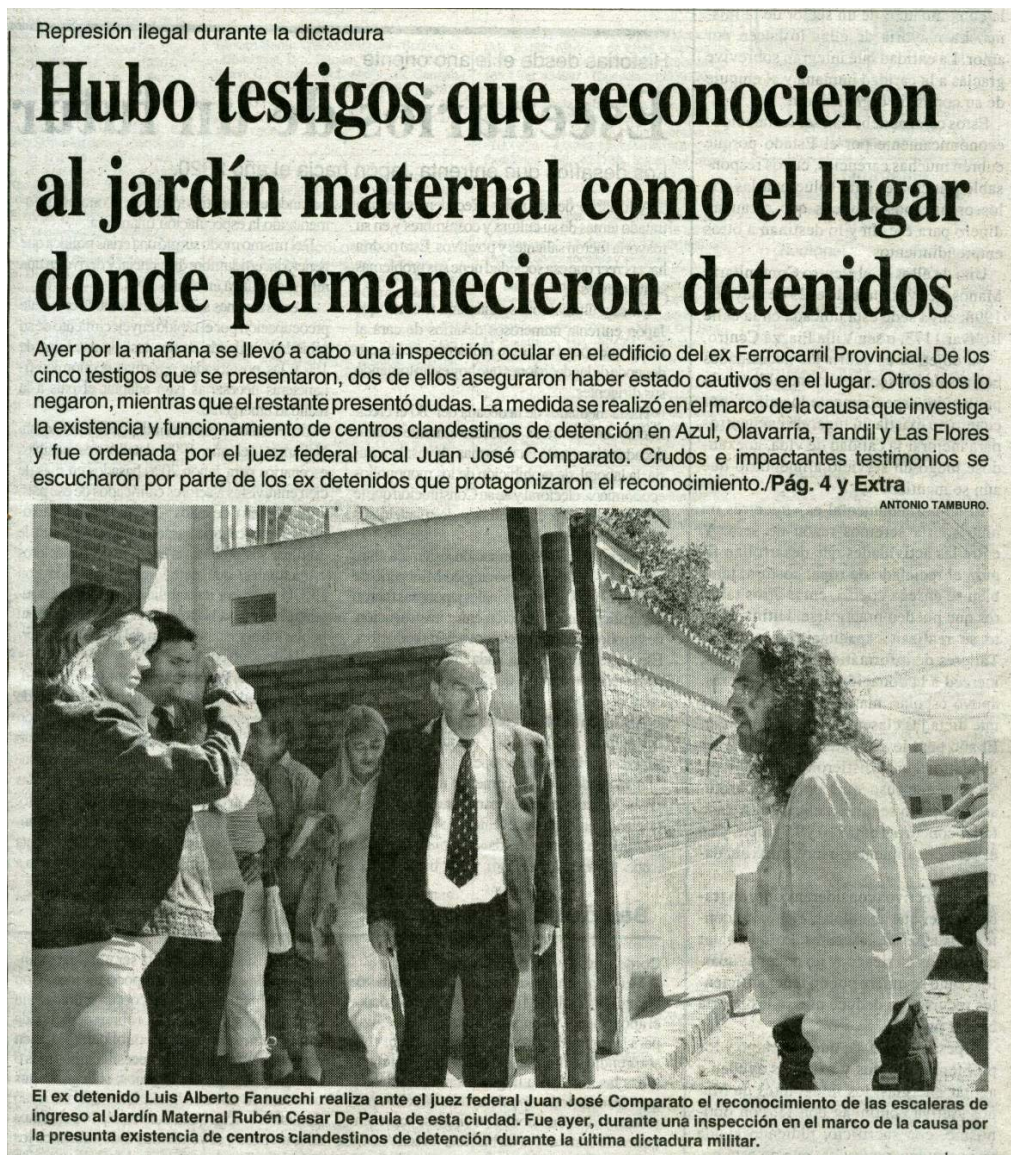 Represión ilegal durante la dictadura
Hubo testigos que reconocieron
al jardín maternal como el lugar
donde permanecieron detenidos
Ayer por la mañana se llevó a cabo una inspección ocular en el edificio del ex Ferrocarril Provincial. De los
cinco testigos que se presentaron, dos de ellos aseguraron haber estado cautivos en el lugar. Otros dos lo
negaron, mientras que el restante presentó dudas. La medida se realizó en el marco de la causa que investiga
la existencia y funcionamiento de centros clandestinos de detención en Azul, Olavarría, Tandil y Las Flores
y fue ordenada por el juez federal local Juan José Comparato. Crudos e impactantes testimonios se
escucharon por parte de los ex detenidos que protagonizaron el reconocimiento./Pág. 4 y Extra
ANTONIO TAMBURO.
El ex detenido Luis Alberto Fanucchi realiza ante el juez federal Juan José Comparato el reconocimiento de las escaleras de
ingreso al Jardín Maternal Rubén César De Paula de esta ciudad. Fue ayer, durante una inspección en el marco de la causa por
la presunta existencia de centros clandestinos de detención durante la última dictadura militar.